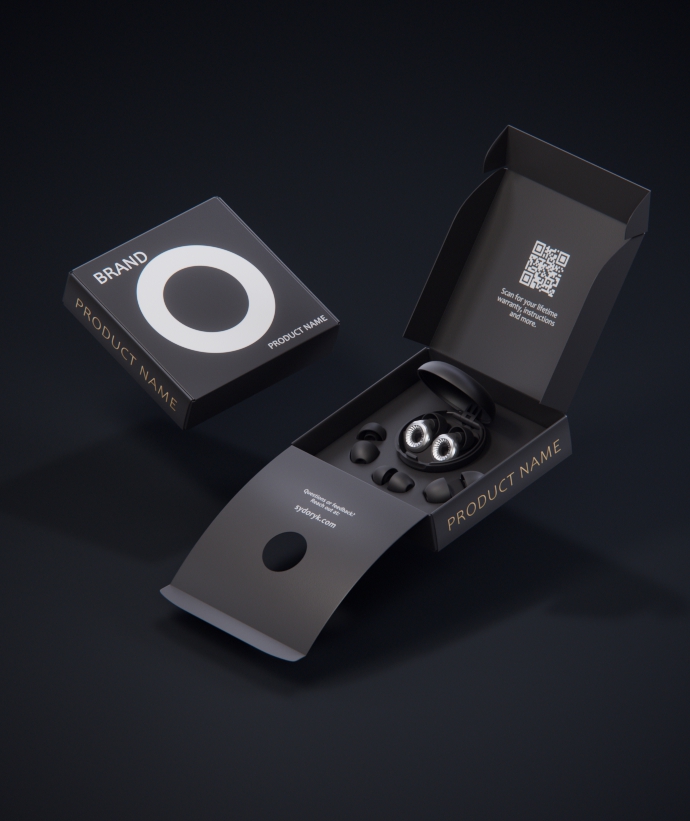 BRAND
PRODUCT NAME
PRODUCT NAME
Scan for your lifetime
warranty, instructions
and more.
PRODUCT NAME
Questions or feedback?
Reach out at:
sydoryk.com